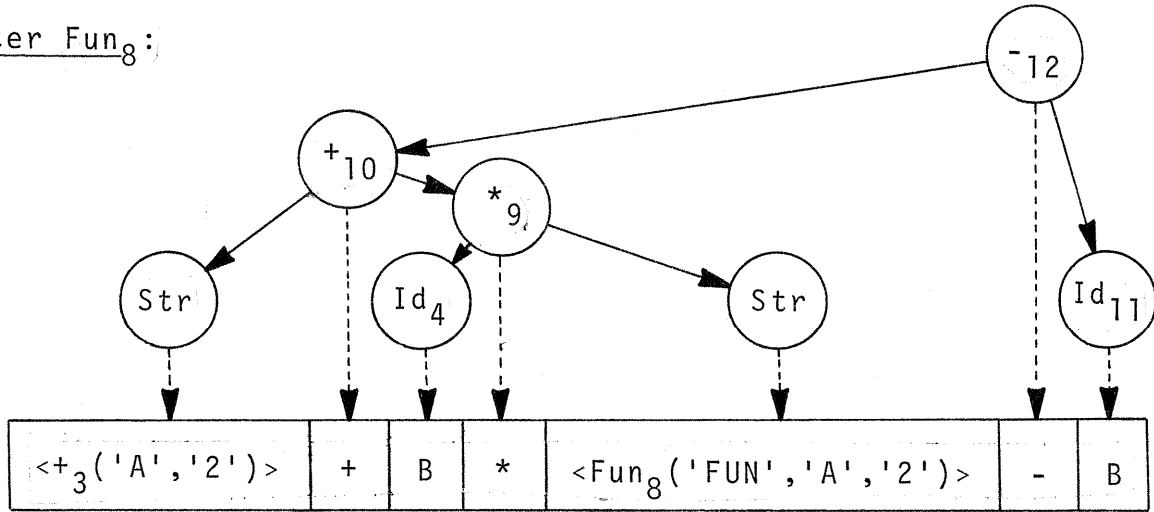 er Fun₈:
-₁₂
+₁₀
*₉
Str
Id₄
Str
Id₁₁
<+₃('A','2')> + B * <Fun₈('FUN','A','2')> - B